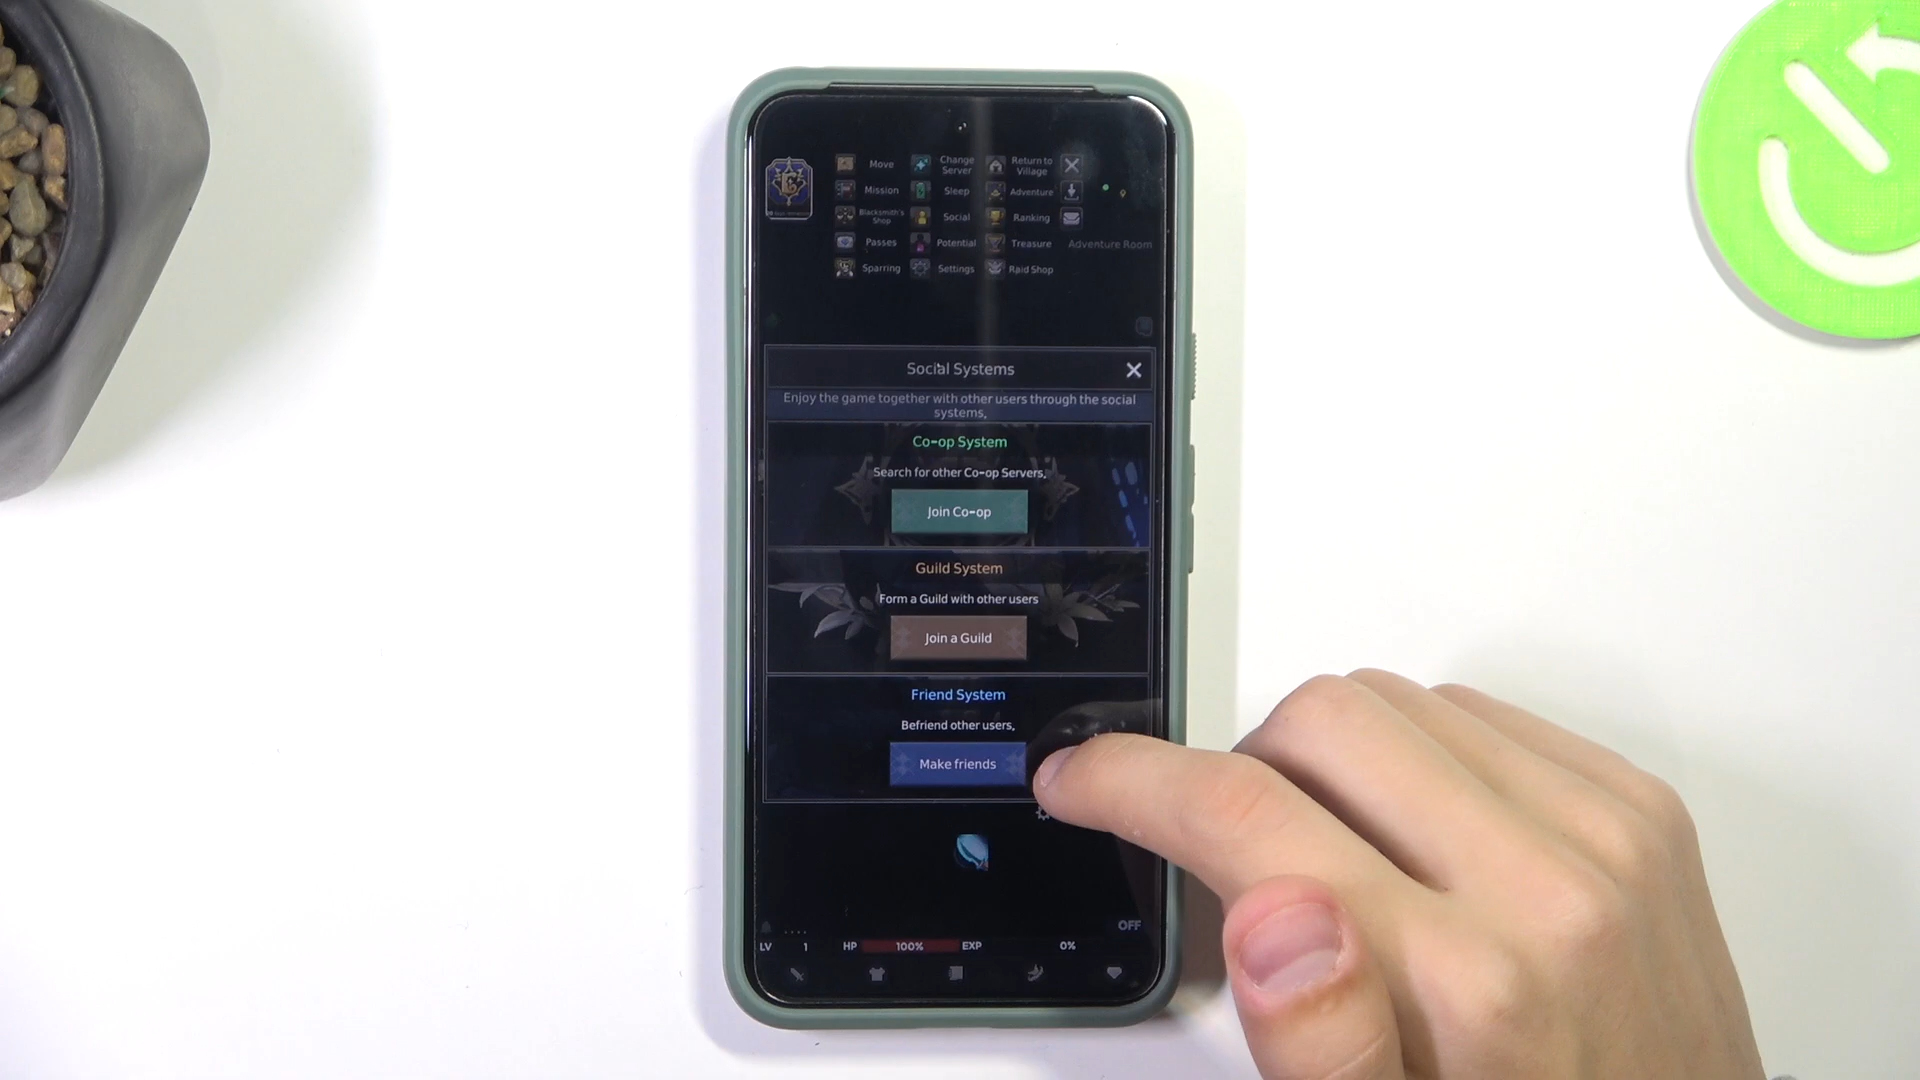 Move
Change
Server
Return to
Village
Mission
Sleep
Adventure
Blacksmith's
Shop
Social
Ranking
Passes
Potential
Treasure
Adventure Room
Sparring
Settings
Raid Shop
Social Systems
Enjoy the game together with other users through the social
systems,
Co-op System
Search for other Co-op Servers,
Join Co-op
Guild System
Form a Guild with other users
Join a Guild
Friend System
Befriend other users,
Make friends
OFF
LV 1 HP 100% EXP 0%